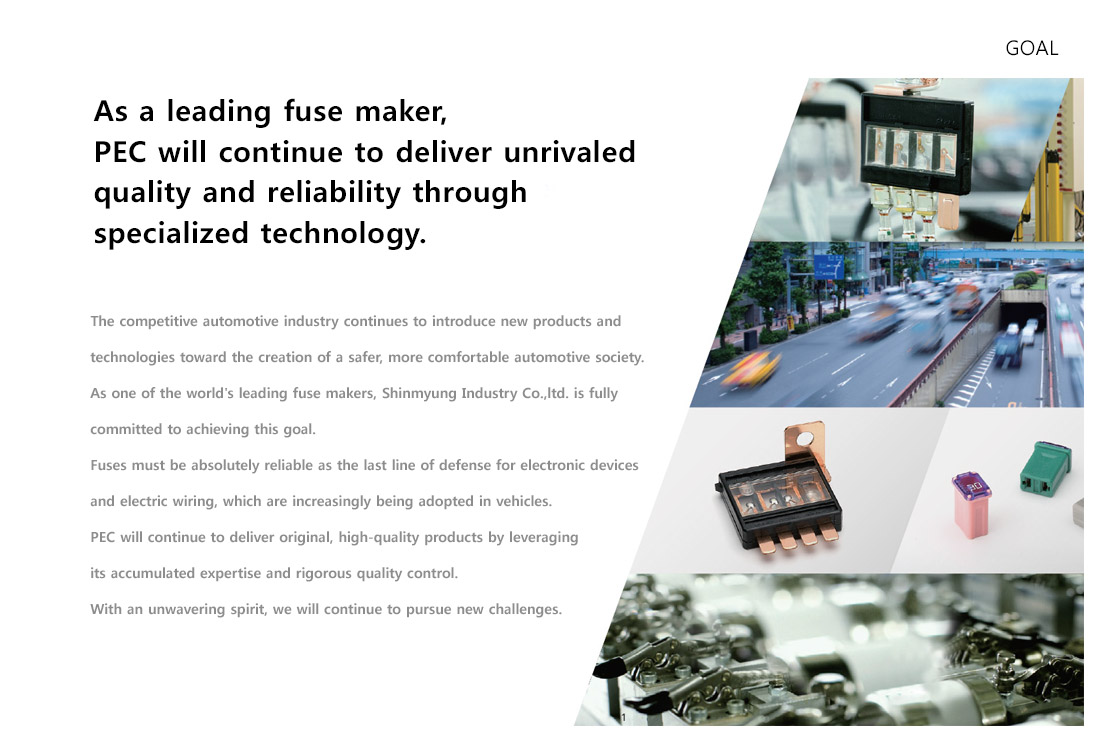 GOAL
As a leading fuse maker,
PEC will continue to deliver unrivaled
quality and reliability through
specialized technology.
The competitive automotive industry continues to introduce new products and
technologies toward the creation of a safer, more comfortable automotive society.
As one of the world's leading fuse makers, Shinmyung Industry Co.,ltd. is fully
committed to achieving this goal.
Fuses must be absolutely reliable as the last line of defense for electronic devices
and electric wiring, which are increasingly being adopted in vehicles.
PEC will continue to deliver original, high-quality products by leveraging
its accumulated expertise and rigorous quality control.
With an unwavering spirit, we will continue to pursue new challenges.
30
1